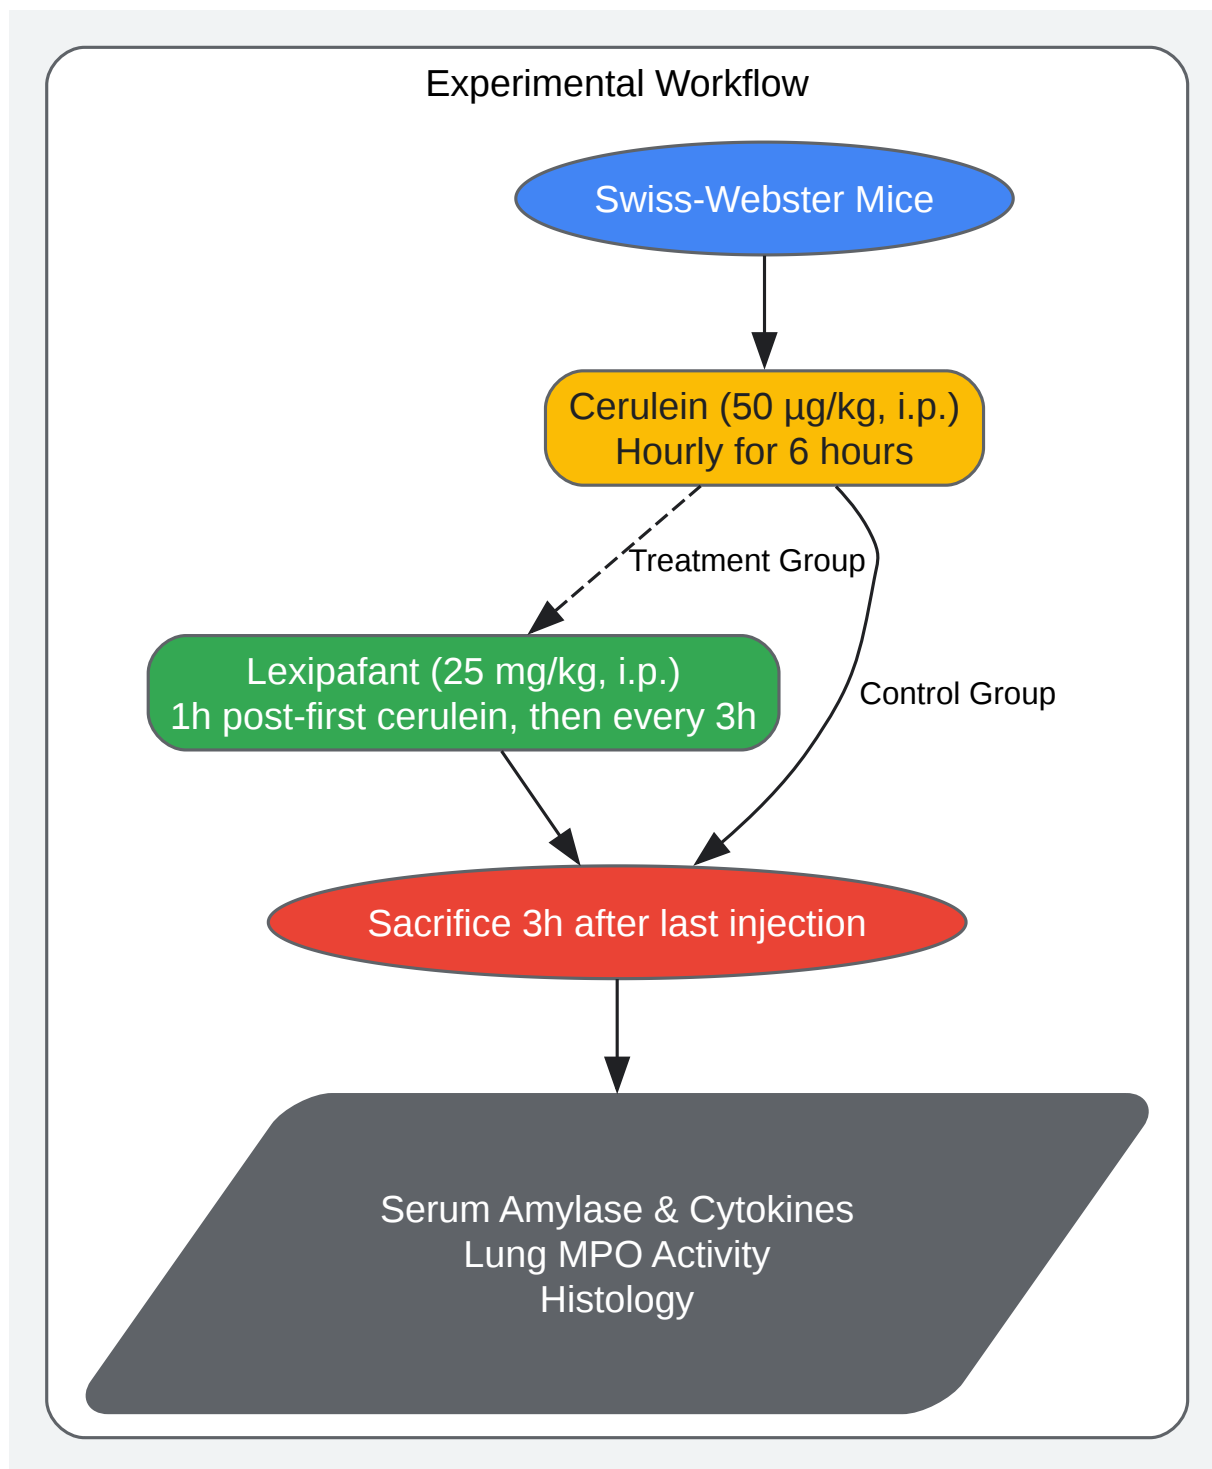 Experimental Workflow
Swiss-Webster Mice
Cerulein (50 µg/kg, i.p.)
Hourly for 6 hours
Treatment Group
Lexipafant (25 mg/kg, i.p.)
1h post-first cerulein, then every 3h
Control Group
Sacrifice 3h after last injection
Serum Amylase & Cytokines
Lung MPO Activity
Histology